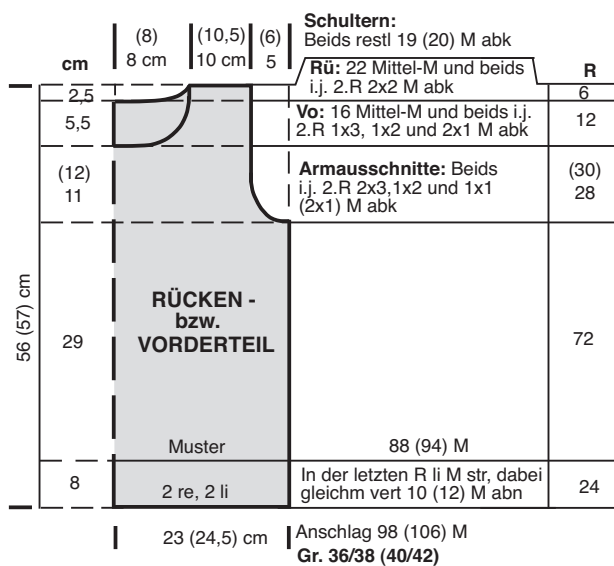 Schultern:
(8) (10,5) (6) Beids restl 19 (20) M abk
8 cm 10 cm 5
cm Rü: 22 Mittel-M und beids R
2,5 i.j. 2.R 2x2 M abk 6
Vo: 16 Mittel-M und beids i.j.
5,5 2.R 1x3, 1x2 und 2x1 M abk 12
(12) Armausschnitte: Beids (30)
11 i.j. 2.R 2x3,1x2 und 1x1 28
(2x1) M abk
56 (57) cm
RÜCKEN -
bzw.
29 VORDERTEIL 72
Muster 88 (94) M
In der letzten R li M str, dabei
8 2 re, 2 li gleichm vert 10 (12) M abn 24
23 (24,5) cm Anschlag 98 (106) M
Gr. 36/38 (40/42)